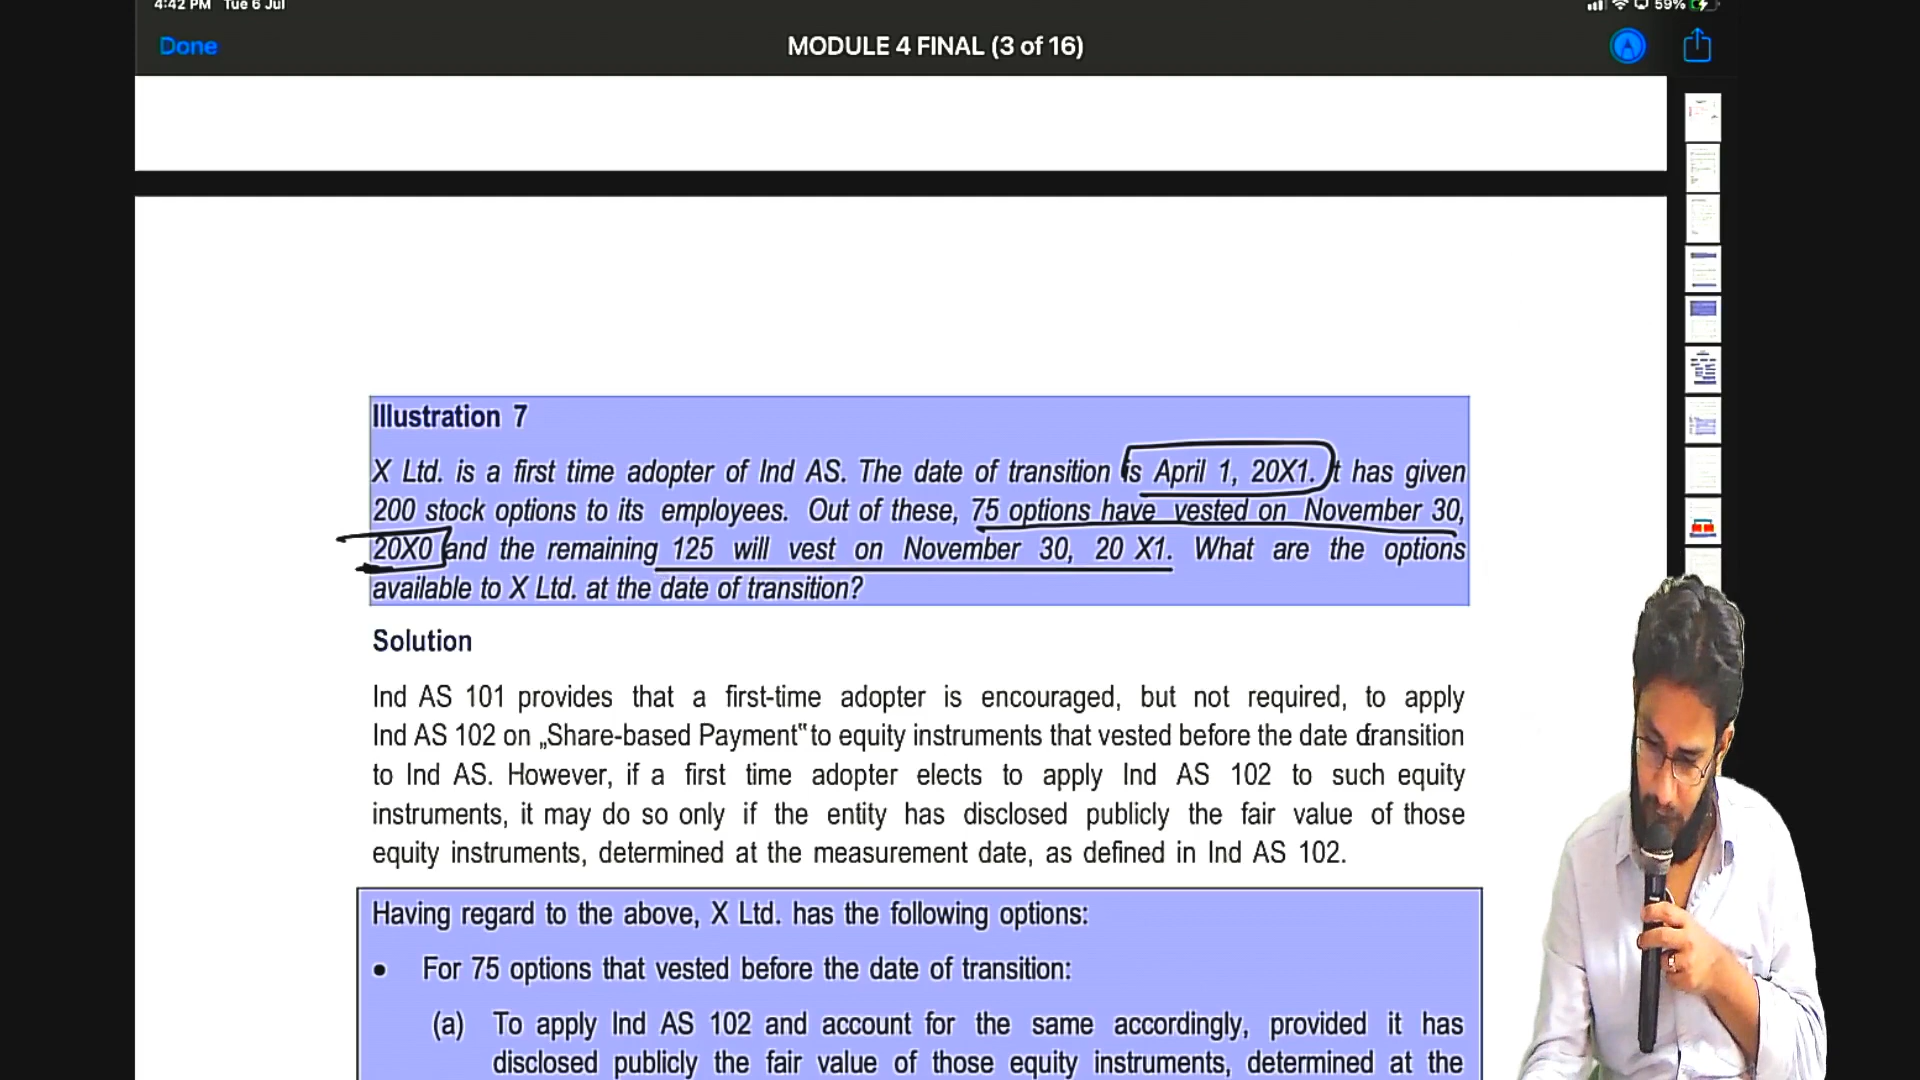 4:42 PM Tue 6 Jul
59%
Done
MODULE 4 FINAL (3 of 16)
Illustration 7
X Ltd. is a first time adopter of Ind AS. The date of transition is April 1, 20X1. It has given
200 stock options to its employees. Out of these, 75 options have vested on November 30,
20X0 and the remaining 125 will vest on November 30, 20 X1. What are the options
available to X Ltd. at the date of transition?
Solution
Ind AS 101 provides that a first-time adopter is encouraged, but not required, to apply
Ind AS 102 on „Share-based Payment‟ to equity instruments that vested before the date of transition
to Ind AS. However, if a first time adopter elects to apply Ind AS 102 to such equity
instruments, it may do so only if the entity has disclosed publicly the fair value of those
equity instruments, determined at the measurement date, as defined in Ind AS 102.
Having regard to the above, X Ltd. has the following options:
• For 75 options that vested before the date of transition:
(a) To apply Ind AS 102 and account for the same accordingly, provided it has
disclosed publicly the fair value of those equity instruments, determined at the